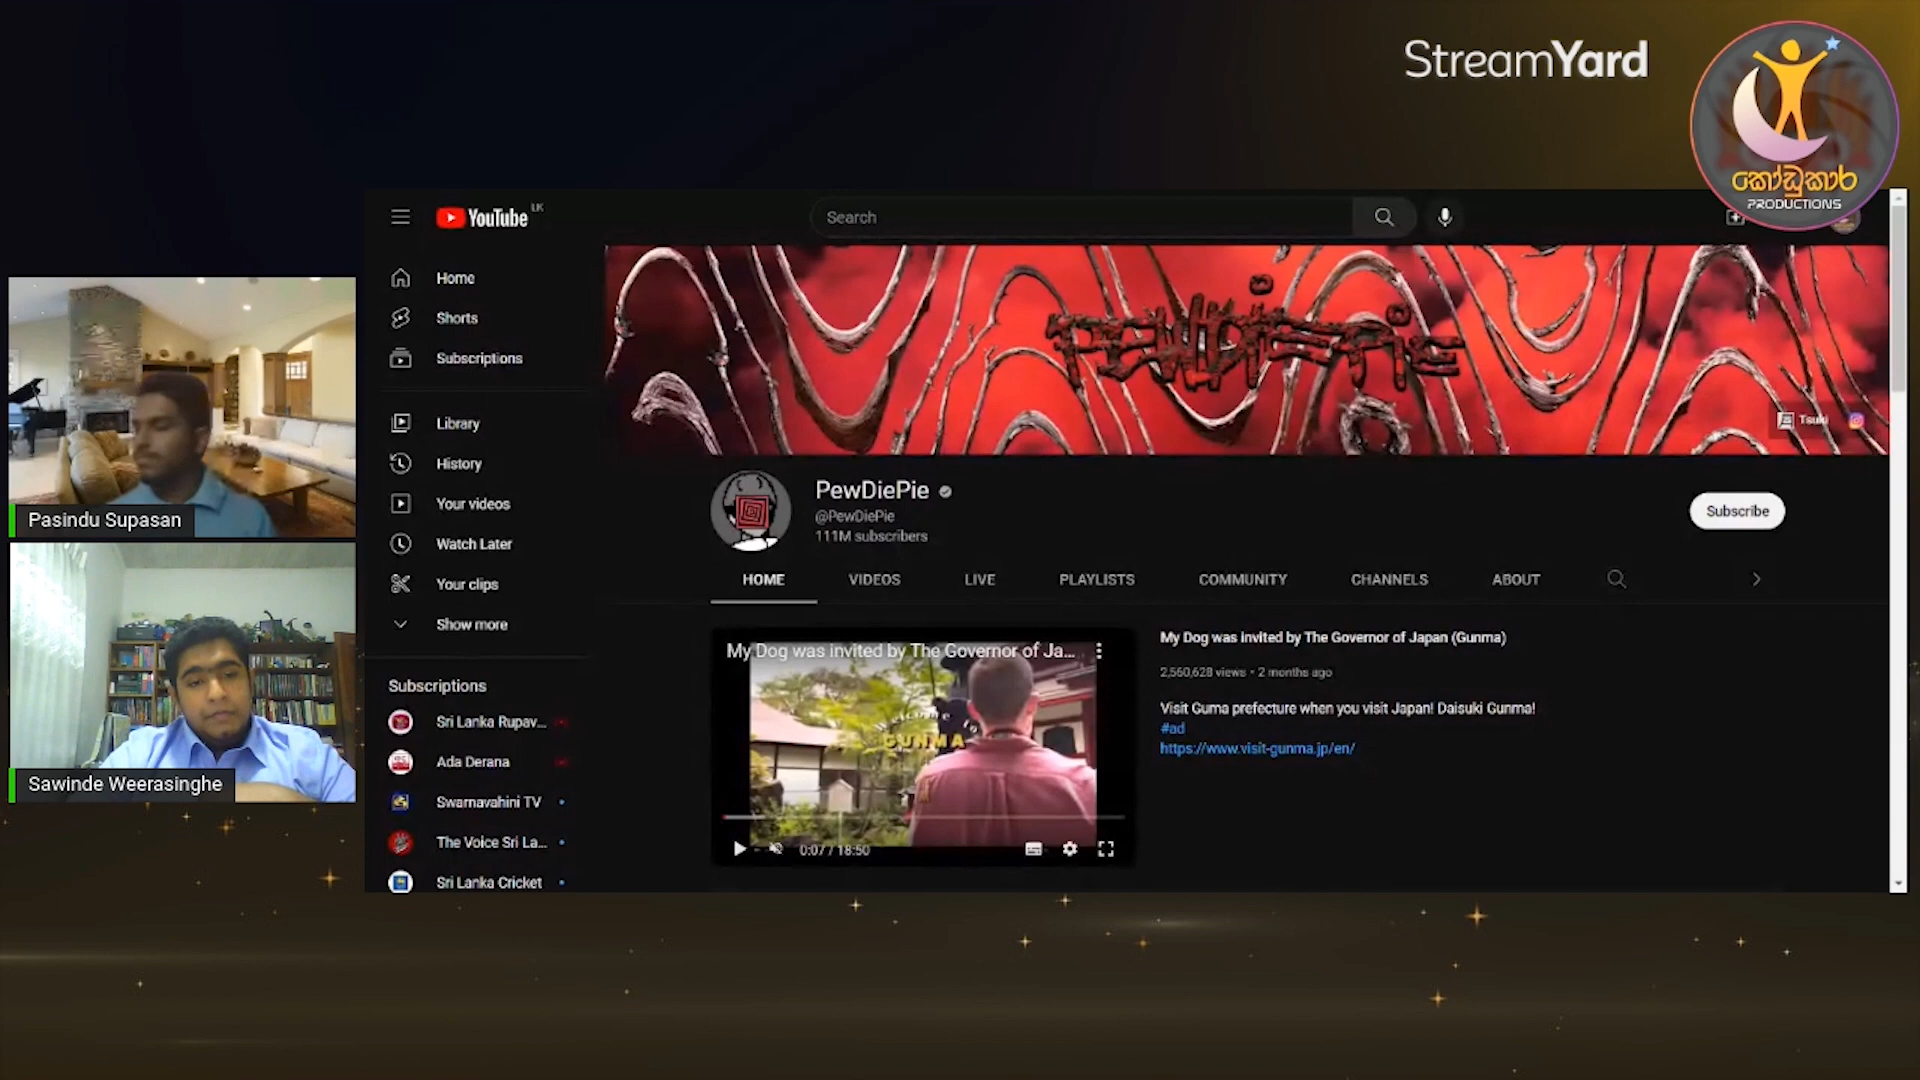 StreamYard
කෝඩුකාර
PRODUCTIONS
YouTube LK
Search
Home
Shorts
Subscriptions
Library
History
Your videos
Watch Later
Your clips
Show more
Subscriptions
Sri Lanka Rupav...
Ada Derana
Swarnavahini TV
The Voice Sri La...
Sri Lanka Cricket
Pasindu Supasan
Sawinde Weerasinghe
PEWDiEPiE
Tsuki
PewDiePie
@PewDiePie
111M subscribers
Subscribe
HOME VIDEOS LIVE PLAYLISTS COMMUNITY CHANNELS ABOUT
My Dog was invited by The Governor of Ja...
Welcome to
GUNMA
0:07 / 18:50
My Dog was invited by The Governor of Japan (Gunma)
2,560,628 views • 2 months ago
Visit Guma prefecture when you visit Japan! Daisuki Gunma!
#ad
https://www.visit-gunma.jp/en/